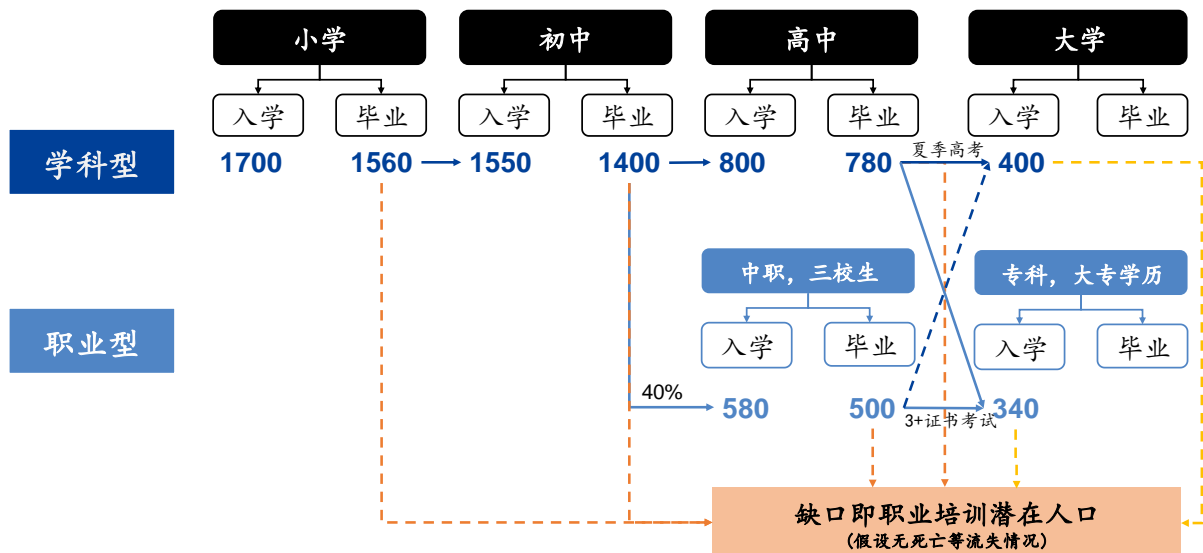 小学 初中 高中 大学
入学 毕业 入学 毕业 入学 毕业 入学 毕业
学科型 1700 1560 1550 1400 800 780 夏季高考 400
中职，三校生 专科，大专学历
职业型 入学 毕业 入学 毕业
40% 580 500 3+证书考试 340
缺口即职业培训潜在人口
(假设无死亡等流失情况)